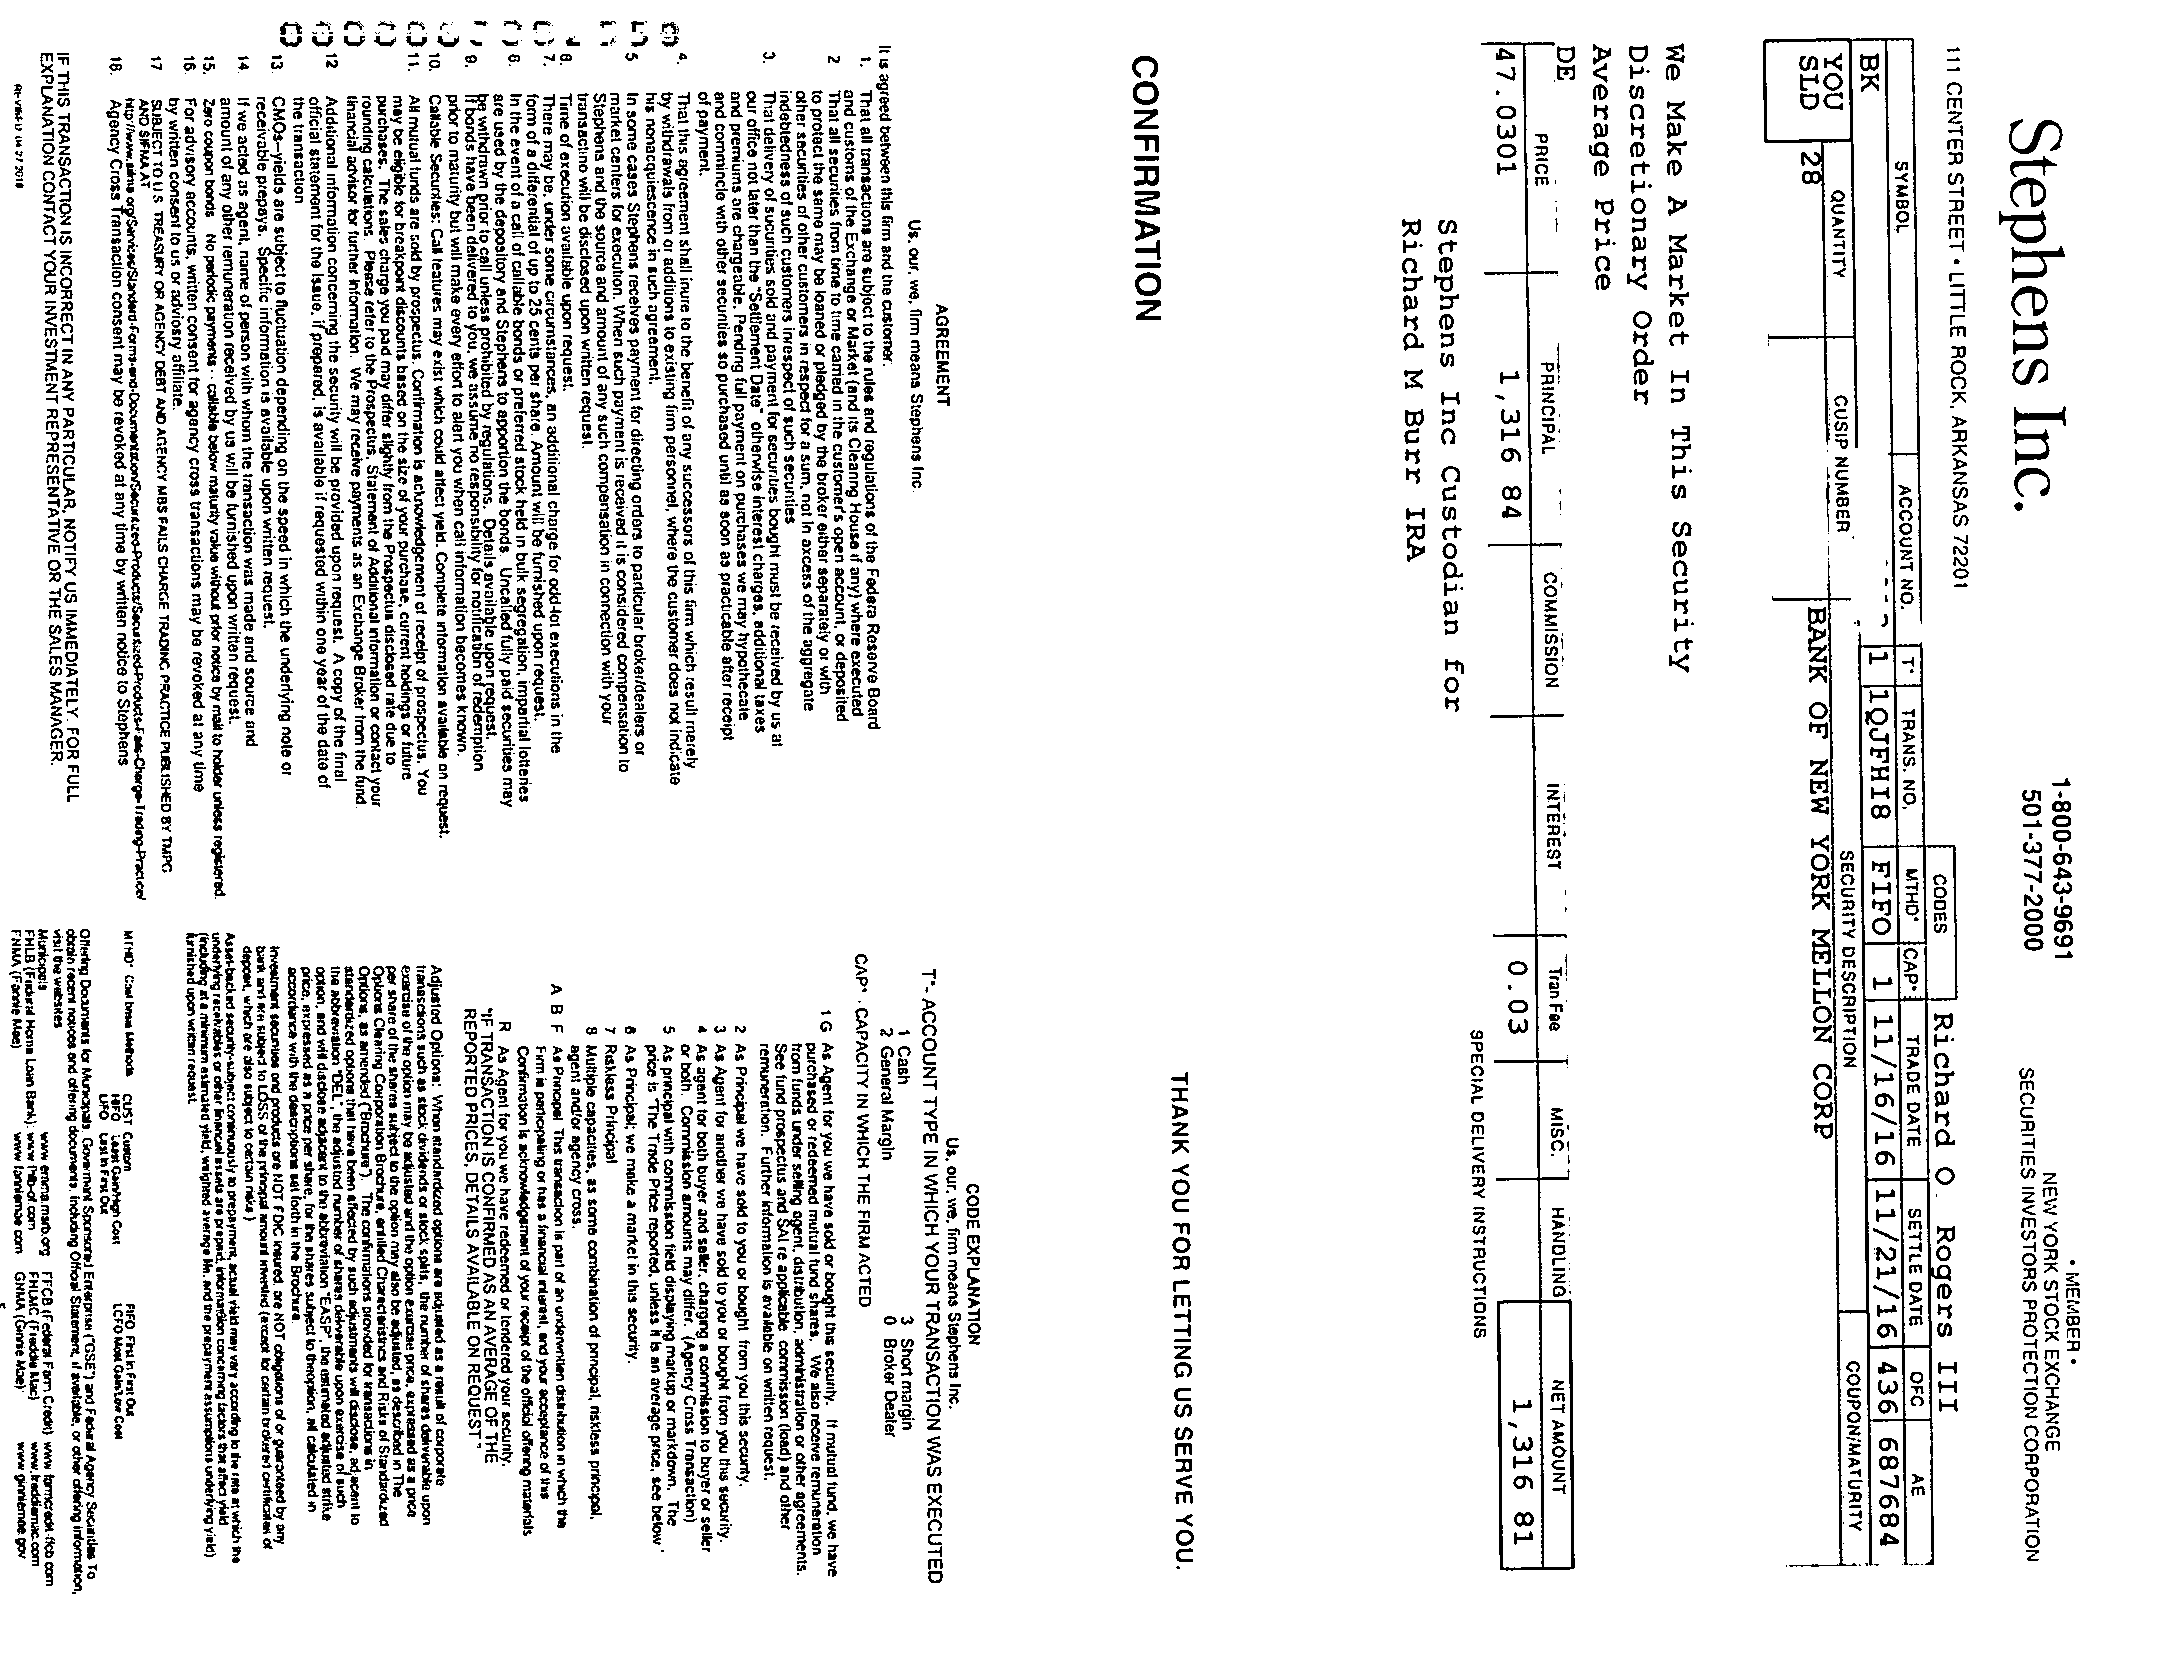 Stephens Inc.
111 CENTER STREET • LITTLE ROCK, ARKANSAS 72201
1-800-643-9691
501-377-2000
• MEMBER •
NEW YORK STOCK EXCHANGE
SECURITIES INVESTORS PROTECTION CORPORATION
CODES
Richard O. Rogers III
SYMBOL ACCOUNT NO. T* TRANS. NO. MTHD* CAP* TRADE DATE SETTLE DATE OFC AE
BK 1 1QJFHI8 FIFO 1 11/16/16 11/21/16 436 687684
YOU
SLD
QUANTITY CUSIP NUMBER SECURITY DESCRIPTION COUPON/MATURITY
28 BANK OF NEW YORK MELLON CORP
We Make A Market In This Security
Discretionary Order
Average Price
DE
PRICE PRINCIPAL COMMISSION INTEREST Tran Fee MISC. HANDLING NET AMOUNT
47.0301 1,316 84 0.03 1,316 81
SPECIAL DELIVERY INSTRUCTIONS
Stephens Inc Custodian for
Richard M Burr IRA
CONFIRMATION
THANK YOU FOR LETTING US SERVE YOU.
AGREEMENT
Us, our, we, firm means Stephens Inc.
It is agreed between this firm and the customer.
1. That all transactions are subject to the rules and regulations of the Federal Reserve Board
and customs of the Exchange or Market (and its Clearing House if any) where executed
2 That all securities from time to time carried in the customer's open account, or deposited
to protect the same may be loaned or pledged by the broker either separately or with
other securities of other customers in respect for a sum, not in excess of the aggregate
indebtedness of such customers inrespect of such securities
3. That delivery of securities sold and payment for securities bought must be received by us at
our office not later than the "Settlement Date" otherwise interest charges, additional taxes
and premiums are chargeable. Pending full payment on purchases we may hypothecate
and commincle with other securities so purchased until as soon as practicable after receipt
of payment.
4. That this agreement shall inure to the benefit of any successors of this firm which result merely
by withdrawals from or additions to existing firm personnel, where the customer does not indicate
his nonacquiescence in such agreement.
5 In some cases Stephens receives payment for directing orders to particular broker/dealers or
market centers for execution. When such payment is received it is considered compensation to
Stephens and the source and amount of any such compensation in connection with your
transactino will be disclosed upon written request.
6. Time of execution available upon request.
7. There may be, under some circumstances, an additional charge for odd-lot executions in the
form of a differential of up to 25 cents per share. Amount will be furnished upon request.
8. In the event of a call of callable bonds or preferred stock held in bulk segregation, impartial lotteries
are used by the depository and Stephens to apportion the bonds. Uncalled fully paid securities may
be withdrawn prior to call unless prohibited by regulations. Details available upon request.
9. If bonds have been delivered to you, we assume no responsibility for notification of redemption
prior to maturity but will make every effort to alert you when call information becomes known.
10. Callable Securities: Call features may exist which could affect yield. Complete information available on request.
11. All mutual funds are sold by prospectus. Confirmation is acknowledgement of receipt of prospectus. You
may be eligible for breakpoint discounts based on the size of your purchase, current holdings or future
purchases. The sales charge you paid may differ slightly from the Prospectus disclosed rate due to
rounding calculations. Please refer to the Prospectus, Statement of Additional Information or contact your
financial advisor for further information. We may receive payments as an Exchange Broker from the fund.
12 Additional information concerning the security will be provided upon request. A copy of the final
official statement for the issue, if prepared, is available if requested within one year of the date of
the transaction
13. CMOs--yields are subject to fluctuation depending on the speed in which the underlying note or
receivable prepays. Specific information is available upon written request.
14. If we acted as agent, name of person with whom the transaction was made and source and
amount of any other remuneration received by us will be furnished upon written request.
15. Zero coupon bonds No periodic payments - callable below maturity value without prior notice by mail to holder unless registered.
16. For advisory accounts, written consent for agency cross transactions may be revoked at any time
by written consent to us or adviosry affiliate.
17 SUBJECT TO U.S TREASURY OR AGENCY DEBT AND AGENCY MBS FAILS CHARGE TRADING PRACTICE PUBLISHED BY TMPG
AND SIFMA AT
http://www.sifma.org/Services/Standard-Forms-and-Documentation/Securitized-Products/Securitized-Products-Fails-Charge-Trading-Practice/
18. Agency Cross Transaction consent may be revoked at any time by written notice to Stephens
IF THIS TRANSACTION IS INCORRECT IN ANY PARTICULAR, NOTIFY US IMMEDIATELY, FOR FULL
EXPLANATION CONTACT YOUR INVESTMENT REPRESENTATIVE OR THE SALES MANAGER.
CODE EXPLANATION
Us, our, we, firm means Stephens Inc.
T*- ACCOUNT TYPE IN WHICH YOUR TRANSACTION WAS EXECUTED
1 Cash 3 Short margin
2 General Margin 0 Broker Dealer
CAP* - CAPACITY IN WHICH THE FIRM ACTED
1 G As Agent for you we have sold or bought this security. If mutual fund, we have
purchased or redeemed mutual fund shares. We also receive remuneration
from funds under selling agent, distribution, administration or other agreements.
See fund prospectus and SAI re applicable commission (load) and other
remuneration. Further information is available on written request.
2 As Principal we have sold to you or bought from you this security.
3 As Agent for another we have sold to you or bought from you this security.
4 As agent for both buyer and seller, charging a commission to buyer or seller
or both. Commission amounts may differ. (Agency Cross Transaction)
5 As principal with commission field displaying markup or markdown. The
price is "The Trade Price reported, unless it is an average price, see below."
6 As Principal; we make a market in this security.
7 Riskless Principal
8 Multiple capacities, as some combination of principal, riskless principal,
agent and/or agency cross.
A B F As Principal This transaction is part of an underwritten distribution in which the
Firm is participating or has a financial interest, and your acceptance of this
Confirmation is acknowledgement of your receipt of the official offering materials
R As Agent for you we have redeemed or tendered your security.
"IF TRANSACTION IS CONFIRMED AS AN AVERAGE OF THE
REPORTED PRICES, DETAILS AVAILABLE ON REQUEST"
Adjusted Options: When standardized options are adjusted as a result of corporate
tranasctions such as stock dividends or stock splits, the number of shares deliverable upon
exercise of the option may be adjusted and the option exercise price, expressed as a price
per share of the shares subject to the option may also be adjusted, as described in The
Options Clearing Corporation Brochure, entitled Characteristics and Risks of Standardized
Options, as amended ("Brochure"). The confirmations provided for transactions in
standardized options that have been affected by such adjustments will disclose, adjacent to
the abbreviation "DEL", the adjusted number of shares deliverable upon exercise of such
option, and will disclose adjacent to the abbreviation "EASP", the estimated adjusted strike
price, expressed as a price per share, for the shares subject to theoption, all calculated in
accordance with the descriptions set forth in the Brochure.
Investment securities and products are NOT FDIC insured, are NOT obligations of or guaranteed by any
bank and are subject to LOSS of the principal amount invested (except for certain brokered certificates of
deposit, which are also subject to certain risks)
Asset-backed security-subject continuously to prepayment, actual yield may vary according to the rate at which the
underlying receivables or other financial assets are prepaid, information concerning factors that affect yield
(including at a minimum estimated yield, weighted average life, and the prepayment assumptions underlying yield)
furnished upon written request.
MTHD* Cost basis Methods CUST Custom FIFO First in First Out
HIFO Least Gain/High Cost LCFO Most Gain/Low Cost
LIFO Last In First Out
Offering Documents for Municipals, Government Sponsored Enterprise ("GSE") and Federal Agency Securities To
obtain recent notices and offering documents, including Official Statement, if available, or other offering information,
visit the websites
Municipals www.emma.msrb.org FFCB (Federal Farm Credit) www.farmcredit-ffcb.com
FHLB (Federal Home Loan Bank) www.fhlb-of.com FHLMC (Freddie Mac) www.freddiemac.com
FNMA (Fannie Mae) www.fanniemae.com GNMA (Ginnie Mae) www.ginniemae.gov